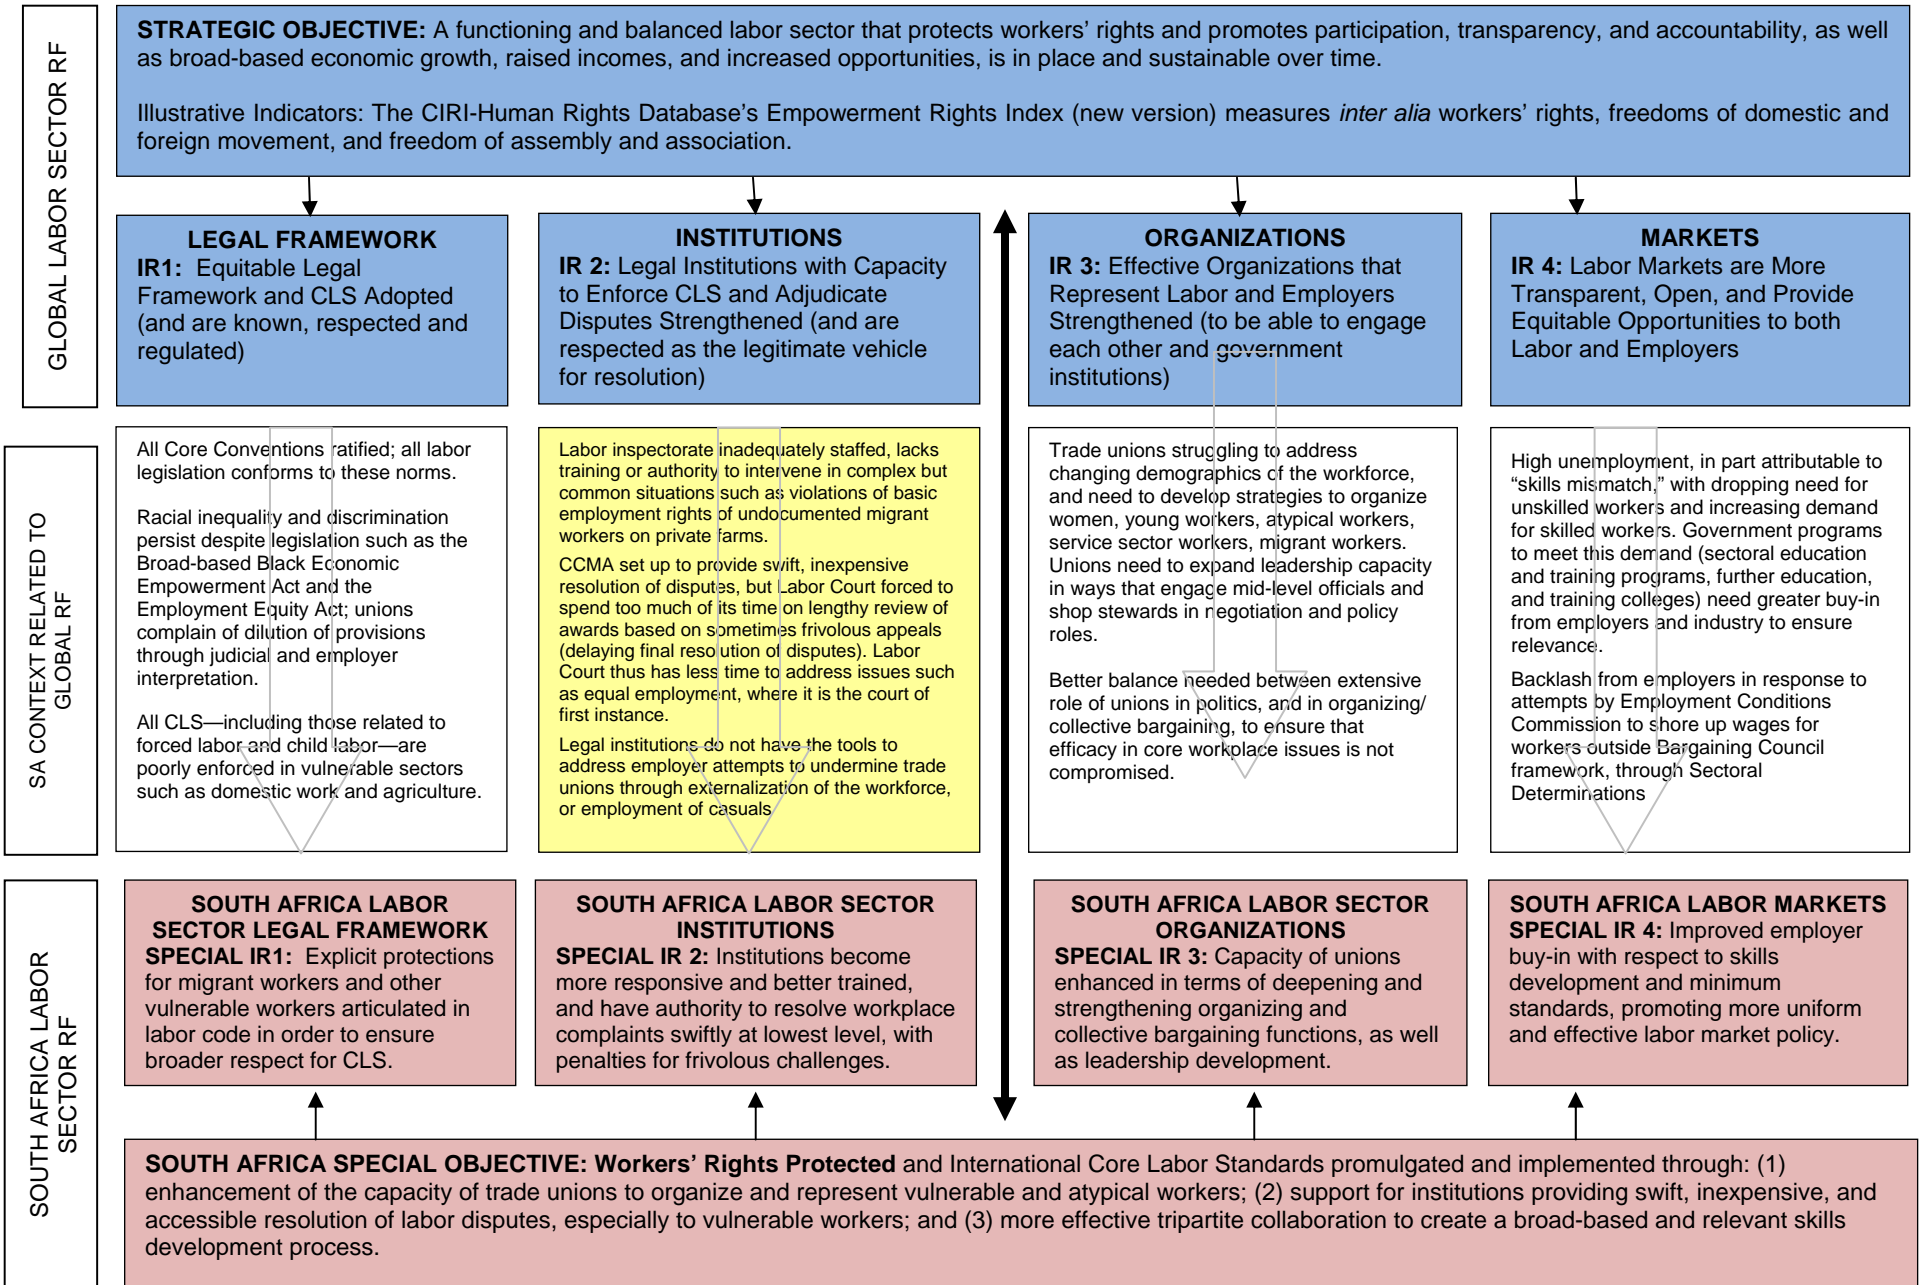 GLOBAL LABOR SECTOR RF
STRATEGIC OBJECTIVE: A functioning and balanced labor sector that protects workers’ rights and promotes participation, transparency, and accountability, as well
as broad-based economic growth, raised incomes, and increased opportunities, is in place and sustainable over time.
Illustrative Indicators: The CIRI-Human Rights Database’s Empowerment Rights Index (new version) measures inter alia workers’ rights, freedoms of domestic and
foreign movement, and freedom of assembly and association.
LEGAL FRAMEWORK
IR1: Equitable Legal
Framework and CLS Adopted
(and are known, respected and
regulated)
INSTITUTIONS
IR 2: Legal Institutions with Capacity
to Enforce CLS and Adjudicate
Disputes Strengthened (and are
respected as the legitimate vehicle
for resolution)
ORGANIZATIONS
IR 3: Effective Organizations that
Represent Labor and Employers
Strengthened (to be able to engage
each other and government
institutions)
MARKETS
IR 4: Labor Markets are More
Transparent, Open, and Provide
Equitable Opportunities to both
Labor and Employers
SA CONTEXT RELATED TO
GLOBAL RF
All Core Conventions ratified; all labor
legislation conforms to these norms.
Racial inequality and discrimination
persist despite legislation such as the
Broad-based Black Economic
Empowerment Act and the
Employment Equity Act; unions
complain of dilution of provisions
through judicial and employer
interpretation.
All CLS—including those related to
forced labor and child labor—are
poorly enforced in vulnerable sectors
such as domestic work and agriculture.
Labor inspectorate inadequately staffed, lacks
training or authority to intervene in complex but
common situations such as violations of basic
employment rights of undocumented migrant
workers on private farms.
CCMA set up to provide swift, inexpensive
resolution of disputes, but Labor Court forced to
spend too much of its time on lengthy review of
awards based on sometimes frivolous appeals
(delaying final resolution of disputes). Labor
Court thus has less time to address issues such
as equal employment, where it is the court of
first instance.
Legal institutions do not have the tools to
address employer attempts to undermine trade
unions through externalization of the workforce,
or employment of casuals
Trade unions struggling to address
changing demographics of the workforce,
and need to develop strategies to organize
women, young workers, atypical workers,
service sector workers, migrant workers.
Unions need to expand leadership capacity
in ways that engage mid-level officials and
shop stewards in negotiation and policy
roles.
Better balance needed between extensive
role of unions in politics, and in organizing/
collective bargaining, to ensure that
efficacy in core workplace issues is not
compromised.
High unemployment, in part attributable to
“skills mismatch,” with dropping need for
unskilled workers and increasing demand
for skilled workers. Government programs
to meet this demand (sectoral education
and training programs, further education,
and training colleges) need greater buy-in
from employers and industry to ensure
relevance.
Backlash from employers in response to
attempts by Employment Conditions
Commission to shore up wages for
workers outside Bargaining Council
framework, through Sectoral
Determinations
SOUTH AFRICA LABOR
SECTOR RF
SOUTH AFRICA LABOR
SECTOR LEGAL FRAMEWORK
SPECIAL IR1: Explicit protections
for migrant workers and other
vulnerable workers articulated in
labor code in order to ensure
broader respect for CLS.
SOUTH AFRICA LABOR SECTOR
INSTITUTIONS
SPECIAL IR 2: Institutions become
more responsive and better trained,
and have authority to resolve workplace
complaints swiftly at lowest level, with
penalties for frivolous challenges.
SOUTH AFRICA LABOR SECTOR
ORGANIZATIONS
SPECIAL IR 3: Capacity of unions
enhanced in terms of deepening and
strengthening organizing and
collective bargaining functions, as well
as leadership development.
SOUTH AFRICA LABOR MARKETS
SPECIAL IR 4: Improved employer
buy-in with respect to skills
development and minimum
standards, promoting more uniform
and effective labor market policy.
SOUTH AFRICA SPECIAL OBJECTIVE: Workers’ Rights Protected and International Core Labor Standards promulgated and implemented through: (1)
enhancement of the capacity of trade unions to organize and represent vulnerable and atypical workers; (2) support for institutions providing swift, inexpensive, and
accessible resolution of labor disputes, especially to vulnerable workers; and (3) more effective tripartite collaboration to create a broad-based and relevant skills
development process.